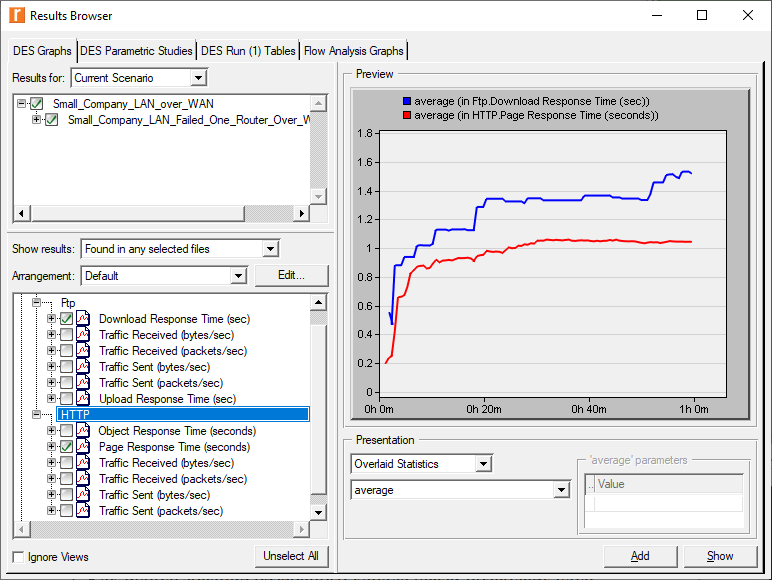 Results Browser
DES Graphs DES Parametric Studies DES Run (1) Tables Flow Analysis Graphs
Results for: Current Scenario
Small_Company_LAN_over_WAN
Small_Company_LAN_Failed_One_Router_Over_W
Show results: Found in any selected files
Arrangement: Default Edit...
Ftp
Download Response Time (sec)
Traffic Received (bytes/sec)
Traffic Received (packets/sec)
Traffic Sent (bytes/sec)
Traffic Sent (packets/sec)
Upload Response Time (sec)
HTTP
Object Response Time (seconds)
Page Response Time (seconds)
Traffic Received (bytes/sec)
Traffic Received (packets/sec)
Traffic Sent (bytes/sec)
Traffic Sent (packets/sec)
Ignore Views Unselect All
Preview
average (in Ftp.Download Response Time (sec))
average (in HTTP.Page Response Time (seconds))
1.8
1.6
1.4
1.2
1
0.8
0.6
0.4
0.2
0
0h 0m 0h 20m 0h 40m 1h 0m
Presentation
Overlaid Statistics
average
'average' parameters
.. Value
Add Show